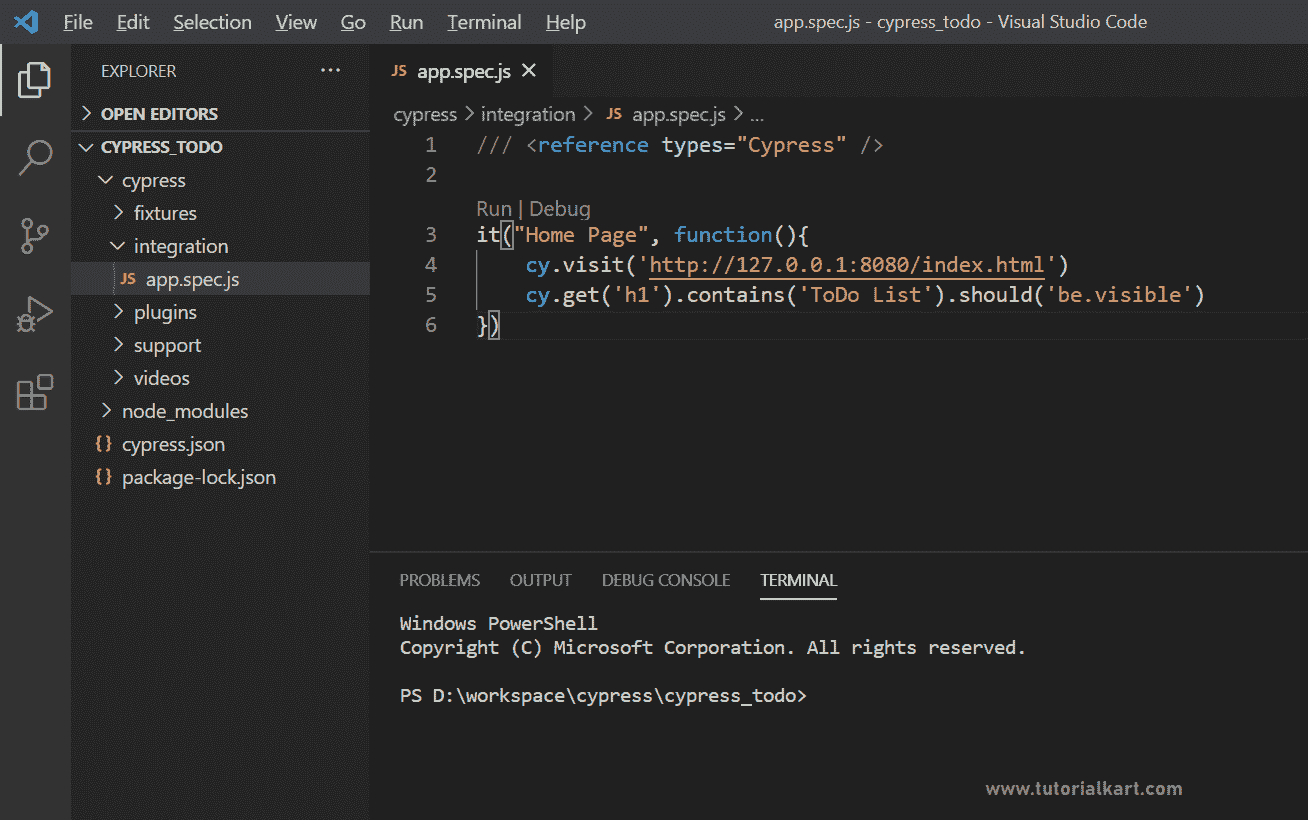 File Edit Selection View Go Run Terminal Help app.spec.js - cypress_todo - Visual Studio Code
EXPLORER ...
OPEN EDITORS
CYPRESS_TODO
cypress
fixtures
integration
JS app.spec.js
plugins
support
videos
node_modules
{} cypress.json
{} package-lock.json
JS app.spec.js
cypress > integration > JS app.spec.js > ...
1 /// <reference types="Cypress" />
2
Run | Debug
3 it("Home Page", function(){
4 cy.visit('http://127.0.0.1:8080/index.html')
5 cy.get('h1').contains('ToDo List').should('be.visible')
6 })
PROBLEMS OUTPUT DEBUG CONSOLE TERMINAL
Windows PowerShell
Copyright (C) Microsoft Corporation. All rights reserved.
PS D:\workspace\cypress\cypress_todo>
www.tutorialkart.com